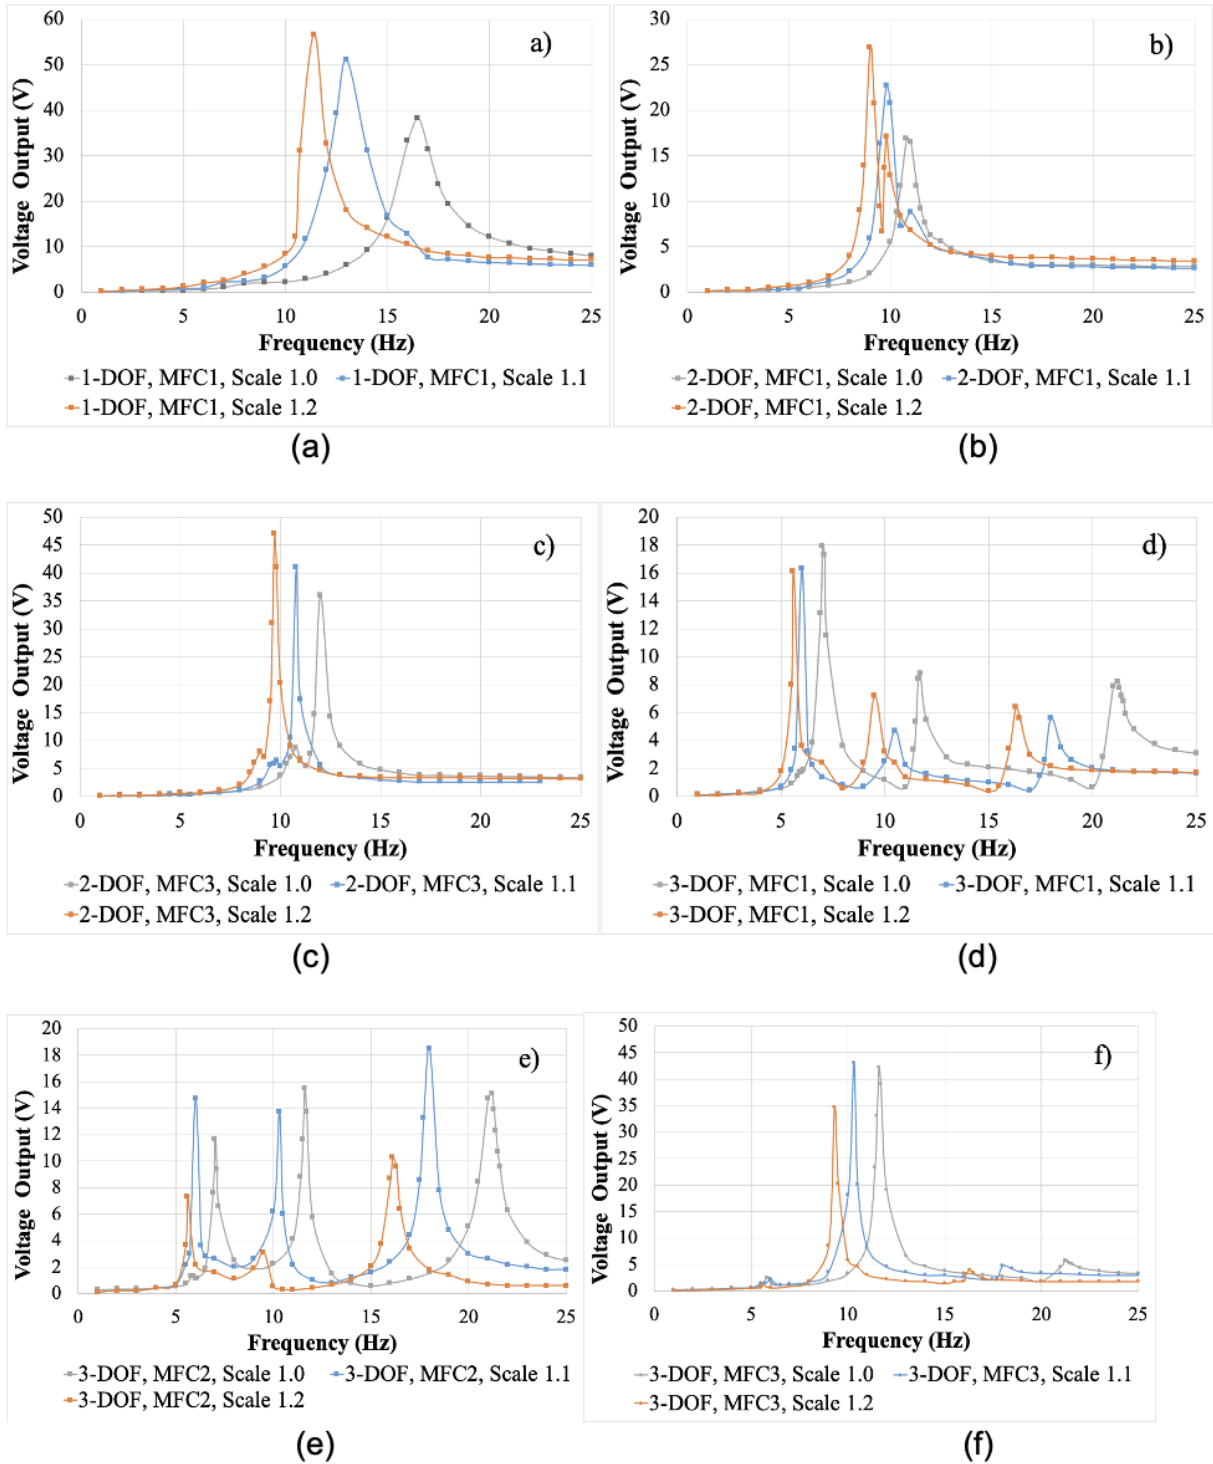 a)
Voltage Output (V)
60
50
40
30
20
10
0
0 5 10 15 20 25
Frequency (Hz)
1-DOF, MFC1, Scale 1.0 1-DOF, MFC1, Scale 1.1
1-DOF, MFC1, Scale 1.2
(a)
b)
Voltage Output (V)
30
25
20
15
10
5
0
0 5 10 15 20 25
Frequency (Hz)
2-DOF, MFC1, Scale 1.0 2-DOF, MFC1, Scale 1.1
2-DOF, MFC1, Scale 1.2
(b)
c)
Voltage Output (V)
50
45
40
35
30
25
20
15
10
5
0
0 5 10 15 20 25
Frequency (Hz)
2-DOF, MFC3, Scale 1.0 2-DOF, MFC3, Scale 1.1
2-DOF, MFC3, Scale 1.2
(c)
d)
Voltage Output (V)
20
18
16
14
12
10
8
6
4
2
0
0 5 10 15 20 25
Frequency (Hz)
3-DOF, MFC1, Scale 1.0 3-DOF, MFC1, Scale 1.1
3-DOF, MFC1, Scale 1.2
(d)
e)
Voltage Output (V)
20
18
16
14
12
10
8
6
4
2
0
0 5 10 15 20 25
Frequency (Hz)
3-DOF, MFC2, Scale 1.0 3-DOF, MFC2, Scale 1.1
3-DOF, MFC2, Scale 1.2
(e)
f)
Voltage Output (V)
50
45
40
35
30
25
20
15
10
5
0
0 5 10 15 20 25
Frequency (Hz)
3-DOF, MFC3, Scale 1.0 3-DOF, MFC3, Scale 1.1
3-DOF, MFC3, Scale 1.2
(f)